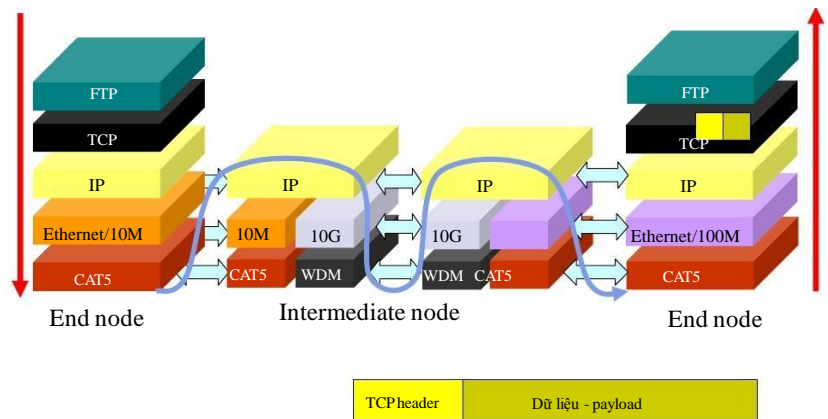 FTP
TCP
IP
Ethernet/10M
CAT5
End node
IP
10M
10G
CAT5
WDM
IP
10G
WDM
CAT5
Intermediate node
FTP
TCP
IP
Ethernet/100M
CAT5
End node
TCP header
Dữ liệu - payload